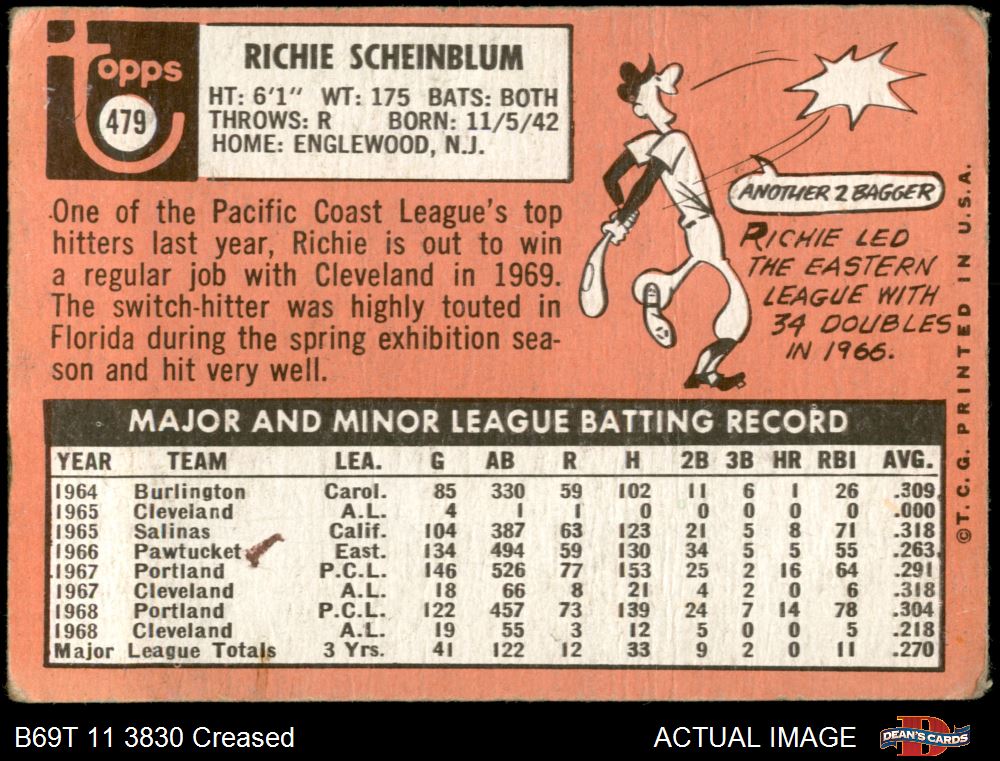 topps
479
RICHIE SCHEINBLUM
HT: 6'1" WT: 175 BATS: BOTH
THROWS: R BORN: 11/5/42
HOME: ENGLEWOOD, N.J.
One of the Pacific Coast League's top
hitters last year, Richie is out to win
a regular job with Cleveland in 1969.
The switch-hitter was highly touted in
Florida during the spring exhibition sea-
son and hit very well.
ANOTHER 2 BAGGER
RICHIE LED
THE EASTERN
LEAGUE WITH
34 DOUBLES
IN 1966.
©T.C.G. PRINTED IN U.S.A.
MAJOR AND MINOR LEAGUE BATTING RECORD
YEAR TEAM LEA. G AB R H 2B 3B HR RBI AVG.
1964 Burlington Carol. 85 330 59 102 11 6 1 26 .309
1965 Cleveland A.L. 4 1 1 0 0 0 0 0 .000
1965 Salinas Calif. 104 387 63 123 21 5 8 71 .318
1966 Pawtucket East. 134 494 59 130 34 5 5 55 .263
1967 Portland P.C.L. 146 526 77 153 25 2 16 64 .291
1967 Cleveland A.L. 18 66 8 21 4 2 0 6 .318
1968 Portland P.C.L. 122 457 73 139 24 7 14 78 .304
1968 Cleveland A.L. 19 55 3 12 5 0 0 5 .218
Major League Totals 3 Yrs. 41 122 12 33 9 2 0 11 .270
B69T 11 3830 Creased
ACTUAL IMAGE
DEAN'S CARDS